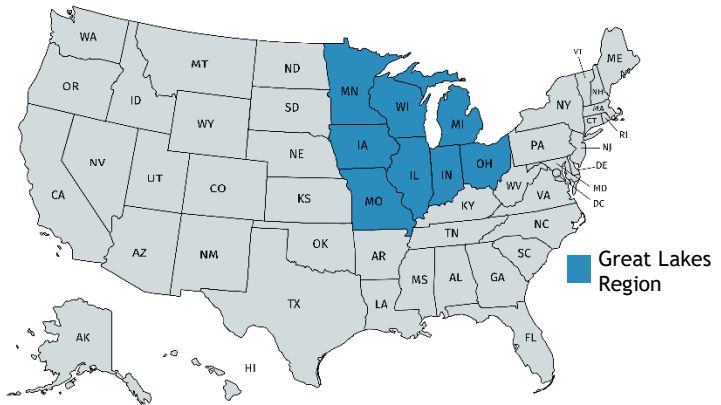 WA
MT
ND
MN
VT
ME
OR
ID
SD
WI
MI
NY
NH
MA
CT
RI
WY
IA
PA
NJ
NV
NE
IL
IN
OH
DE
UT
CO
KS
MO
WV
VA
MD
DC
CA
KY
AZ
NM
OK
AR
TN
NC
SC
MS
AL
GA
TX
LA
FL
AK
HI
Great Lakes
Region